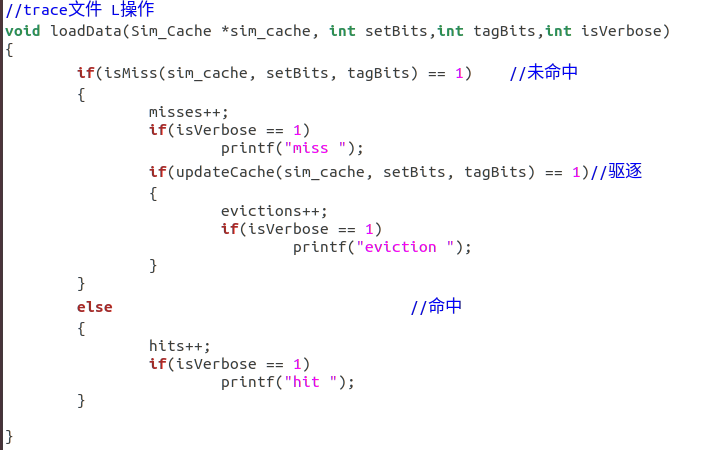 //trace文件 L操作
void loadData(Sim_Cache *sim_cache, int setBits,int tagBits,int isVerbose)
{
        if(isMiss(sim_cache, setBits, tagBits) == 1)    //未命中
        {
                misses++;
                if(isVerbose == 1)
                        printf("miss ");
                if(updateCache(sim_cache, setBits, tagBits) == 1)//驱逐
                {
                        evictions++;
                        if(isVerbose == 1)
                                printf("eviction ");
                }
        }
        else                                 //命中
        {
                hits++;
                if(isVerbose == 1)
                        printf("hit ");
        }
}